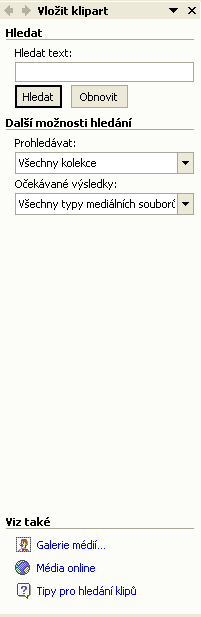 Vložit klipart
Hledat
Hledat text:
Hledat Obnovit
Další možnosti hledání
Prohledávat:
Všechny kolekce
Očekávané výsledky:
Všechny typy mediálních souborů
Viz také
Galerie médií...
Média online
Tipy pro hledání klipů